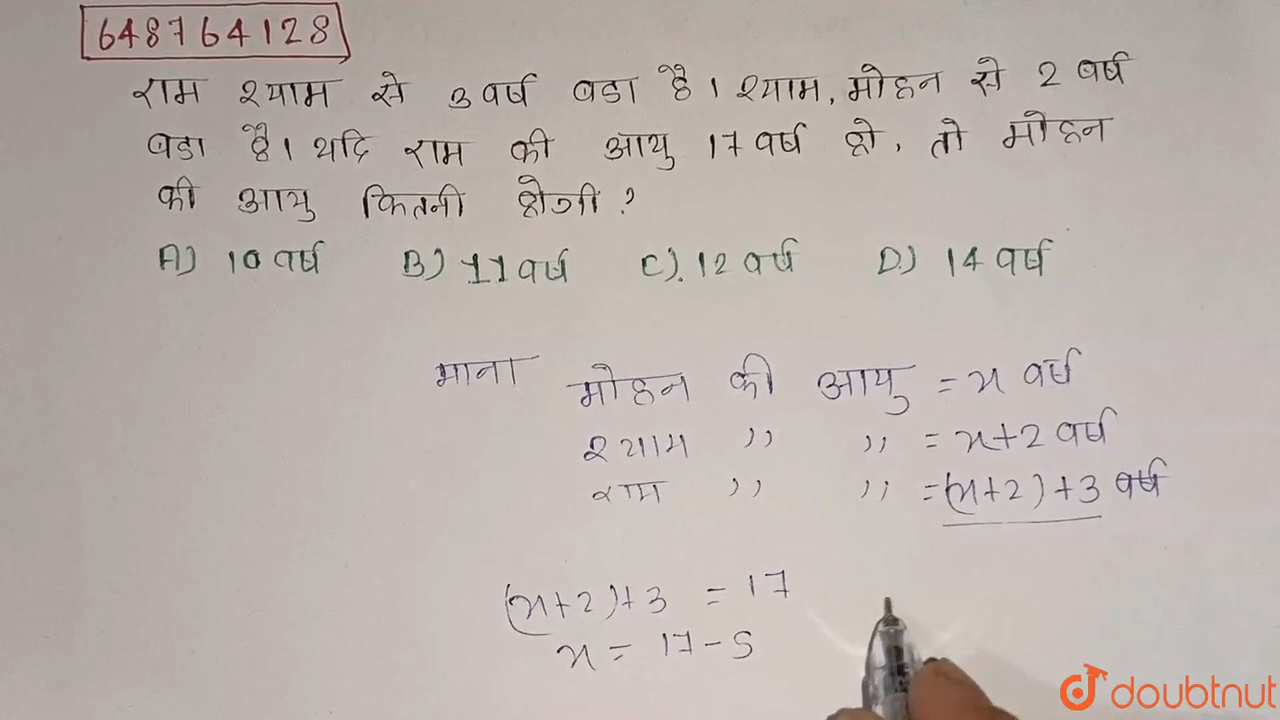 648764128
राम श्याम से 3 वर्ष बडा है। श्याम, मोहन से 2 वर्ष
बडा है। यदि राम की आयु 17 वर्ष हो, तो मोहन
की आयु कितनी होगी?
A) 10 वर्ष B) 11 वर्ष C). 12 वर्ष D.) 14 वर्ष
माना मोहन की आयु = x वर्ष
श्याम ,, ,, = x+2 वर्ष
राम ,, ,, = (x+2)+3 वर्ष
(x+2)+3 = 17
x = 17-5
doubtnut